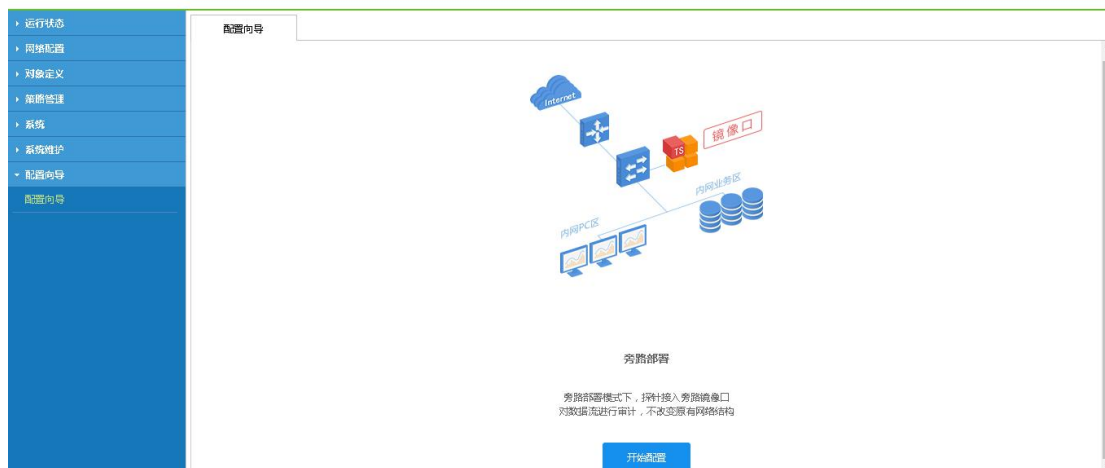 运行状态
网络配置
对象定义
策略管理
系统
系统维护
配置向导
配置向导
配置向导
Internet
镜像口
TS
内网业务区
内网PC区
旁路部署
旁路部署模式下，探针接入旁路镜像口
对数据流进行审计，不改变原有网络结构
开始配置